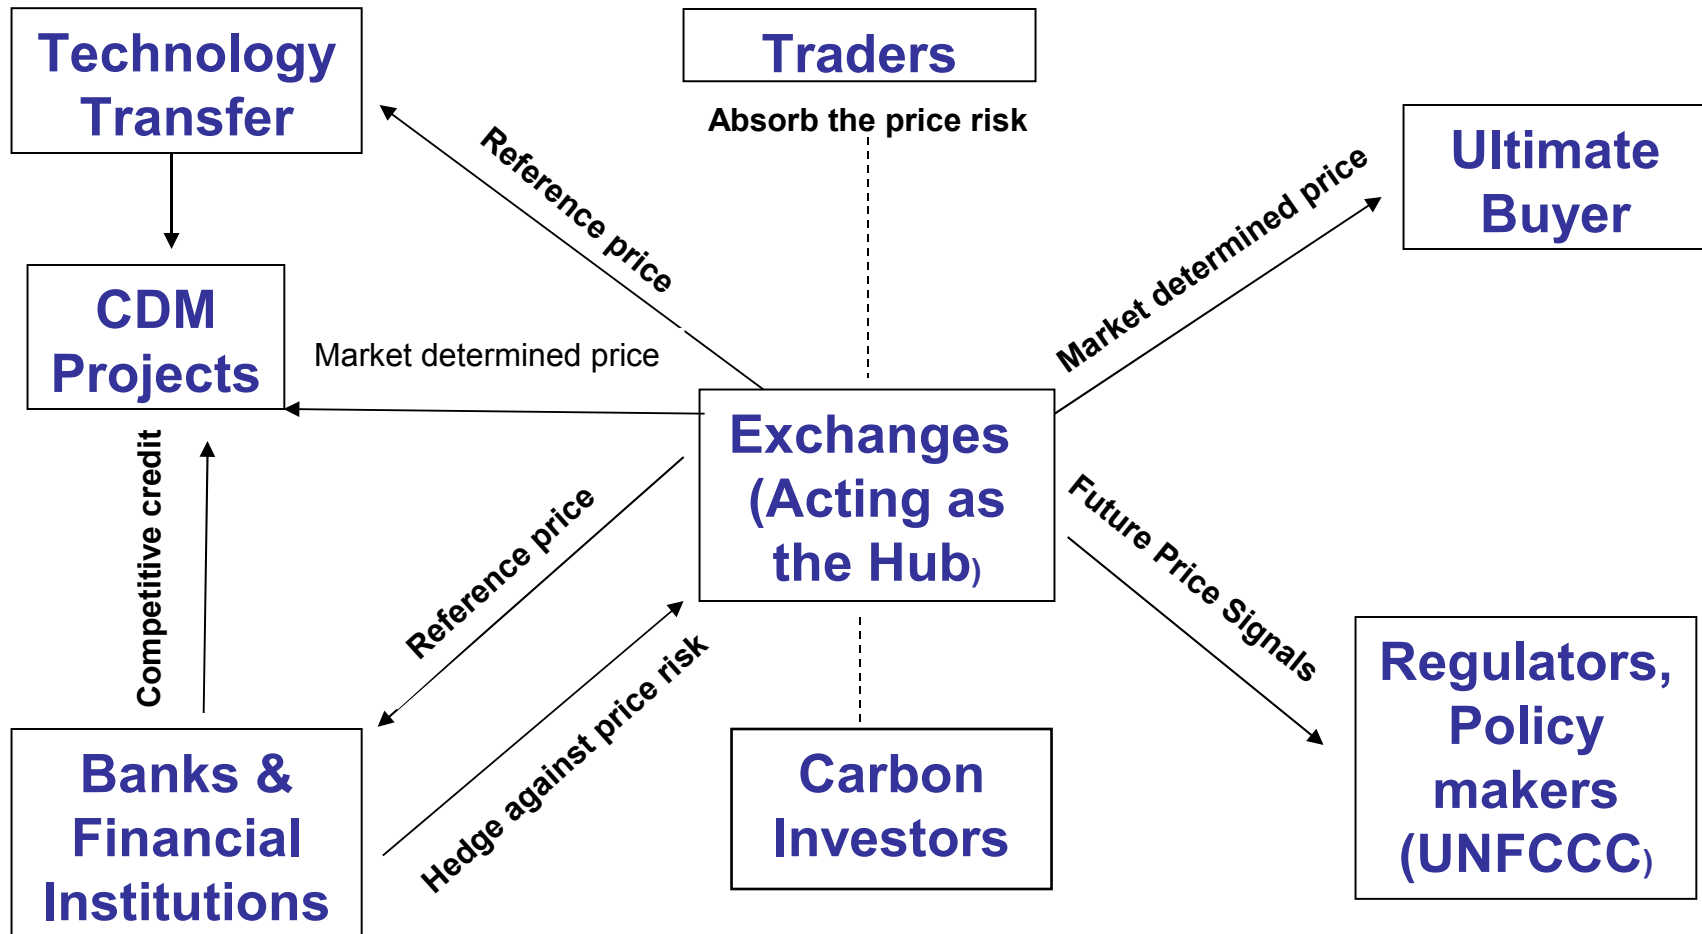 Technology
Transfer
Traders
Absorb the price risk
Ultimate
Buyer
Reference price
Market determined price
CDM
Projects
Market determined price
Exchanges
(Acting as
the Hub)
Competitive credit
Reference price
Hedge against price risk
Future Price Signals
Banks &
Financial
Institutions
Carbon
Investors
Regulators,
Policy
makers
(UNFCCC)